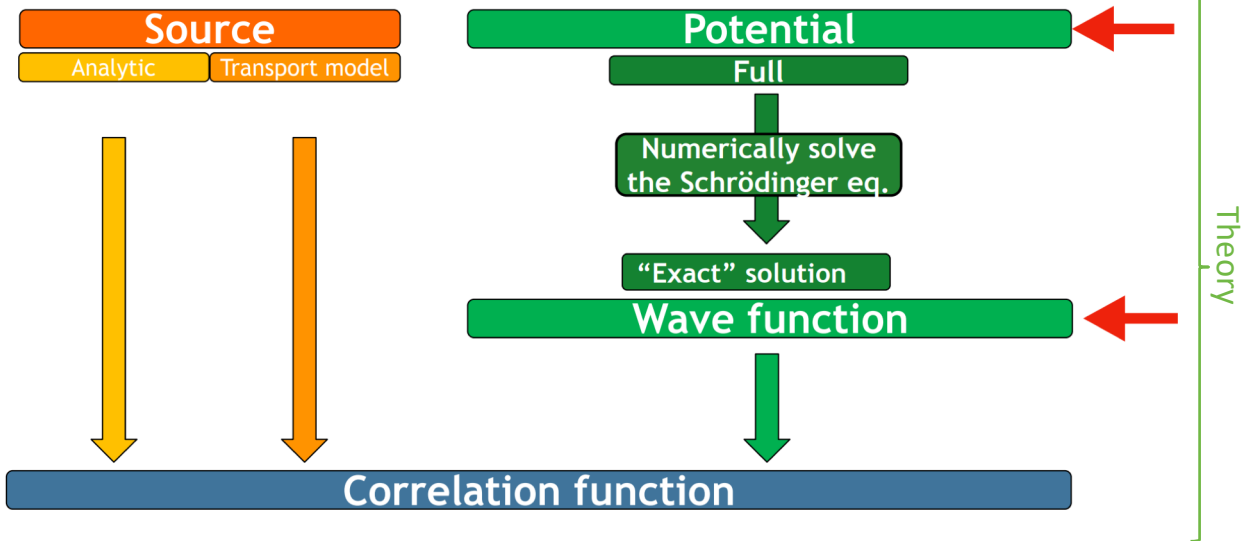 Source
Potential
Analytic
Transport model
Full
Numerically solve
the Schrödinger eq.
“Exact” solution
Wave function
Correlation function
Theory